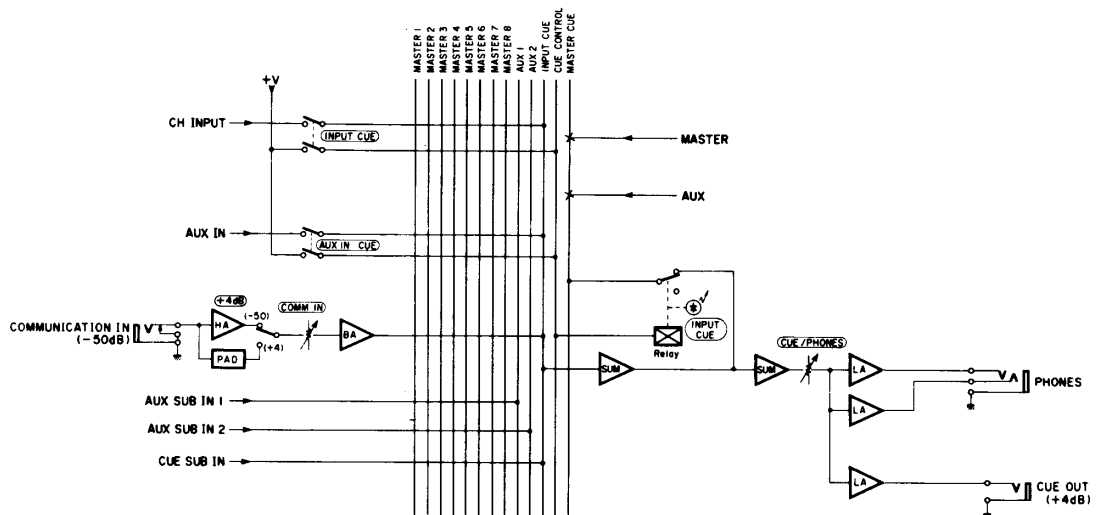 MASTER 1
MASTER 2
MASTER 3
MASTER 4
MASTER 5
MASTER 6
MASTER 7
MASTER 8
AUX 1
AUX 2
INPUT CUE
CUE CONTROL
MASTER CUE
+V
CH INPUT
INPUT CUE
MASTER
AUX
AUX IN
AUX IN CUE
+4dB
(-50)
COMM IN
COMMUNICATION IN
(-50dB)
HA
BA
PAD
(+4)
INPUT
CUE
Relay
SUM
SUM
CUE/PHONES
LA
LA
PHONES
AUX SUB IN 1
AUX SUB IN 2
CUE SUB IN
LA
CUE OUT
(+4dB)